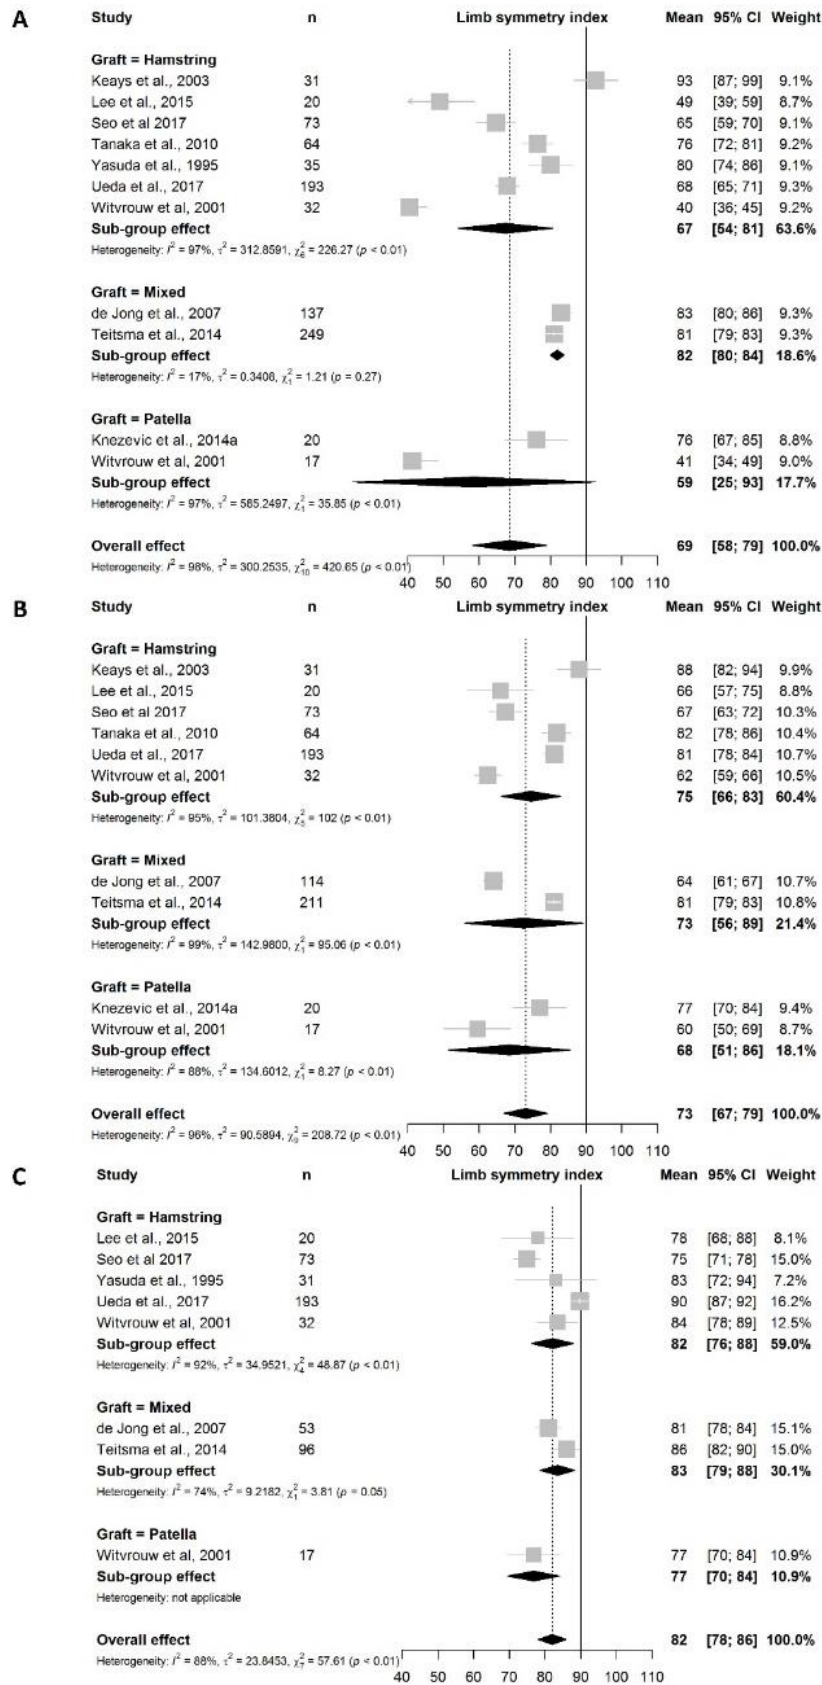 A Study n Limb symmetry index Mean 95% CI Weight
Graft = Hamstring
Keays et al., 2003 31 93 [87; 99] 9.1%
Lee et al., 2015 20 49 [39; 59] 8.7%
Seo et al 2017 73 65 [59; 70] 9.1%
Tanaka et al., 2010 64 76 [72; 81] 9.2%
Yasuda et al., 1995 35 80 [74; 86] 9.1%
Ueda et al., 2017 193 68 [65; 71] 9.3%
Witvrouw et al, 2001 32 40 [36; 45] 9.2%
Sub-group effect 67 [54; 81] 63.6%
Heterogeneity: I² = 97%, τ² = 312.8591, χ²₆ = 226.27 (p < 0.01)
Graft = Mixed
de Jong et al., 2007 137 83 [80; 86] 9.3%
Teitsma et al., 2014 249 81 [79; 83] 9.3%
Sub-group effect 82 [80; 84] 18.6%
Heterogeneity: I² = 17%, τ² = 0.3406, χ²₁ = 1.21 (p = 0.27)
Graft = Patella
Knezevic et al., 2014a 20 76 [67; 85] 8.8%
Witvrouw et al, 2001 17 41 [34; 49] 9.0%
Sub-group effect 59 [25; 93] 17.7%
Heterogeneity: I² = 97%, τ² = 585.2497, χ²₁ = 35.85 (p < 0.01)
Overall effect 69 [58; 79] 100.0%
Heterogeneity: I² = 98%, τ² = 300.2535, χ²₁₀ = 420.65 (p < 0.01)
40 50 60 70 80 90 100 110
B Study n Limb symmetry index Mean 95% CI Weight
Graft = Hamstring
Keays et al., 2003 31 88 [82; 94] 9.9%
Lee et al., 2015 20 66 [57; 75] 8.8%
Seo et al 2017 73 67 [63; 72] 10.3%
Tanaka et al., 2010 64 82 [78; 86] 10.4%
Ueda et al., 2017 193 81 [78; 84] 10.7%
Witvrouw et al, 2001 32 62 [59; 66] 10.5%
Sub-group effect 75 [66; 83] 60.4%
Heterogeneity: I² = 95%, τ² = 101.3804, χ²₅ = 102 (p < 0.01)
Graft = Mixed
de Jong et al., 2007 114 64 [61; 67] 10.7%
Teitsma et al., 2014 211 81 [79; 83] 10.8%
Sub-group effect 73 [56; 89] 21.4%
Heterogeneity: I² = 99%, τ² = 142.9800, χ²₁ = 95.06 (p < 0.01)
Graft = Patella
Knezevic et al., 2014a 20 77 [70; 84] 9.4%
Witvrouw et al, 2001 17 60 [50; 69] 8.7%
Sub-group effect 68 [51; 86] 18.1%
Heterogeneity: I² = 88%, τ² = 134.6012, χ²₁ = 8.27 (p < 0.01)
Overall effect 73 [67; 79] 100.0%
Heterogeneity: I² = 96%, τ² = 90.5894, χ²₉ = 208.72 (p < 0.01)
40 50 60 70 80 90 100 110
C Study n Limb symmetry index Mean 95% CI Weight
Graft = Hamstring
Lee et al., 2015 20 78 [68; 88] 8.1%
Seo et al 2017 73 75 [71; 78] 15.0%
Yasuda et al., 1995 31 83 [72; 94] 7.2%
Ueda et al., 2017 193 90 [87; 92] 16.2%
Witvrouw et al, 2001 32 84 [78; 89] 12.5%
Sub-group effect 82 [76; 88] 59.0%
Heterogeneity: I² = 92%, τ² = 34.9521, χ²₄ = 48.87 (p < 0.01)
Graft = Mixed
de Jong et al., 2007 53 81 [78; 84] 15.1%
Teitsma et al., 2014 96 86 [82; 90] 15.0%
Sub-group effect 83 [79; 88] 30.1%
Heterogeneity: I² = 74%, τ² = 9.2182, χ²₁ = 3.81 (p = 0.05)
Graft = Patella
Witvrouw et al, 2001 17 77 [70; 84] 10.9%
Sub-group effect 77 [70; 84] 10.9%
Heterogeneity: not applicable
Overall effect 82 [78; 86] 100.0%
Heterogeneity: I² = 88%, τ² = 23.8453, χ²₇ = 57.61 (p < 0.01)
40 50 60 70 80 90 100 110